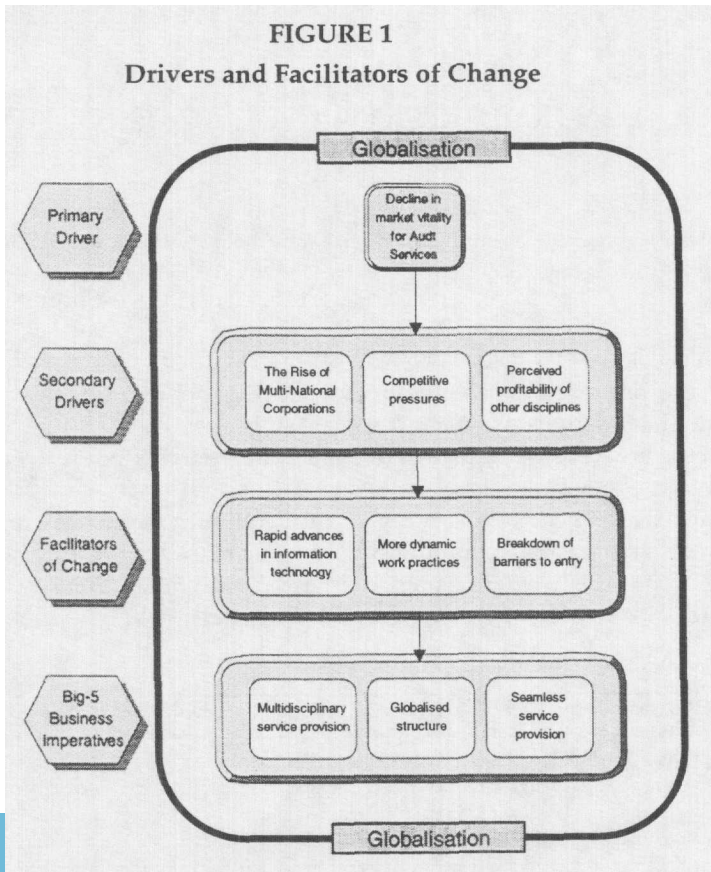 FIGURE 1
Drivers and Facilitators of Change
Globalisation
Primary
Driver
Decline in
market vitality
for Audt
Services
Secondary
Drivers
The Rise of
Multi-National
Corporations
Competitive
pressures
Perceived
profitability of
other disciplines
Facilitators
of Change
Rapid advances
in information
technology
More dynamic
work practices
Breakdown of
barriers to entry
Big-5
Business
Imperatives
Multidisciplinary
service provision
Globalised
structure
Seamless
service
provision
Globalisation